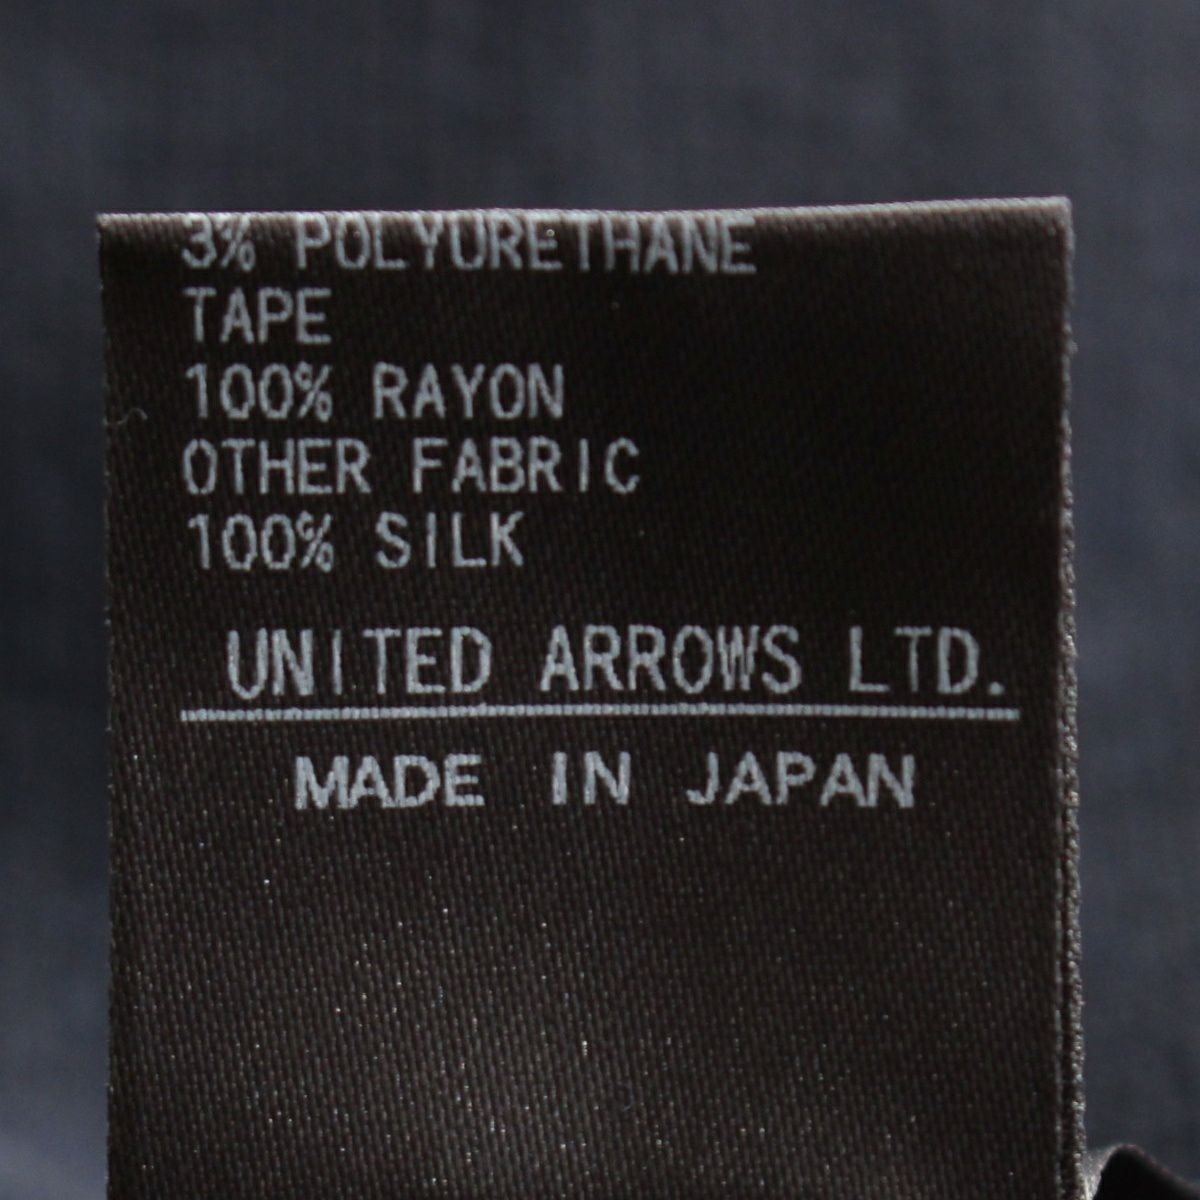 3% POLYURETHANE
TAPE
100% RAYON
OTHER FABRIC
100% SILK
UNITED ARROWS LTD.
MADE IN JAPAN